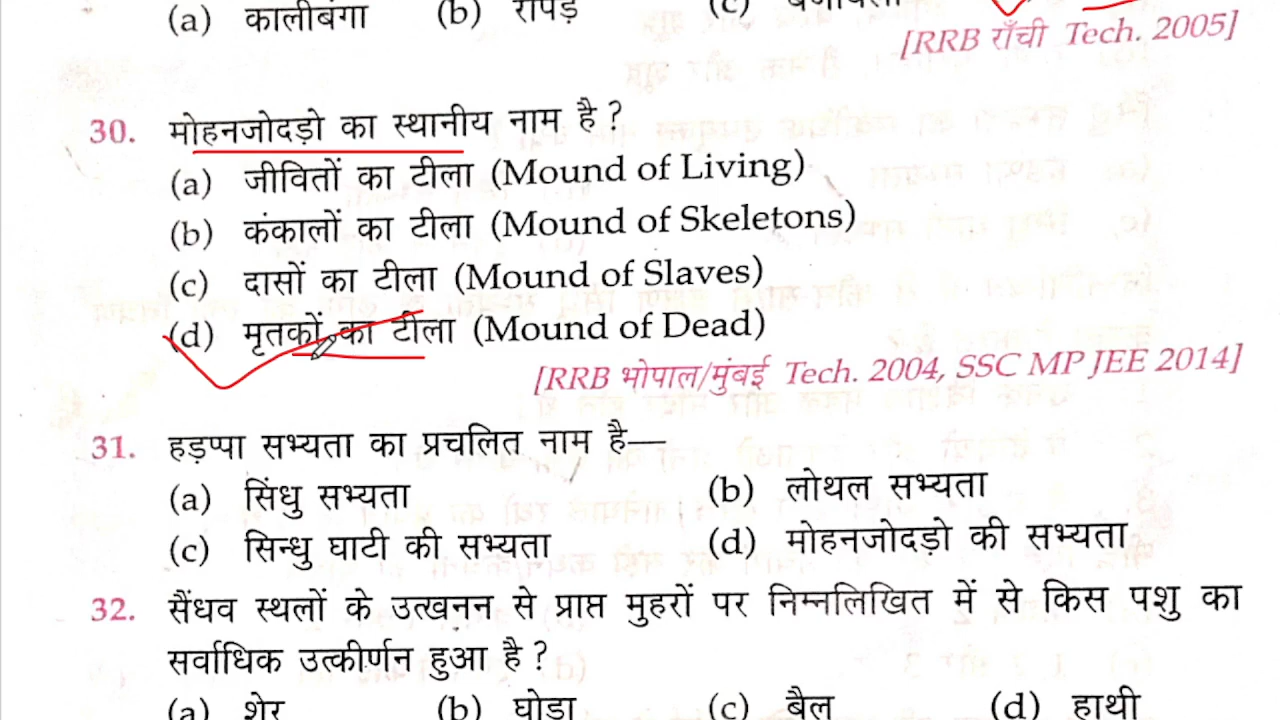 (a) कालीबंगा (b) रोपड़ (c)
[RRB राँची Tech. 2005]
30. मोहनजोदड़ो का स्थानीय नाम है ?
(a) जीवितों का टीला (Mound of Living)
(b) कंकालों का टीला (Mound of Skeletons)
(c) दासों का टीला (Mound of Slaves)
(d) मृतकों का टीला (Mound of Dead)
[RRB भोपाल/मुंबई Tech. 2004, SSC MP JEE 2014]
31. हड़प्पा सभ्यता का प्रचलित नाम है—
(a) सिंधु सभ्यता (b) लोथल सभ्यता
(c) सिन्धु घाटी की सभ्यता (d) मोहनजोदड़ो की सभ्यता
32. सैंधव स्थलों के उत्खनन से प्राप्त मुहरों पर निम्नलिखित में से किस पशु का
सर्वाधिक उत्कीर्णन हुआ है ?
(a) शेर (b) घोड़ा (c) बैल (d) हाथी